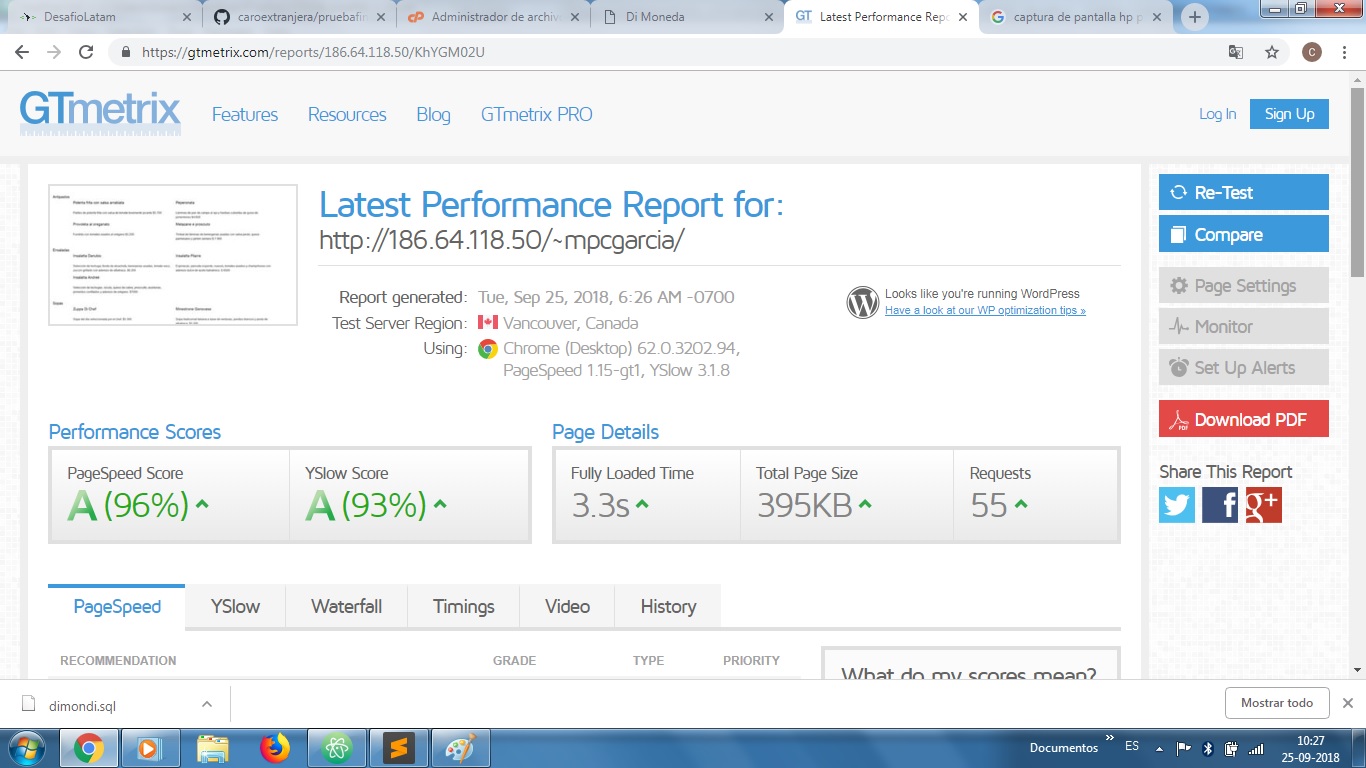 DesafioLatam
caroextranjera/pruebafin
Administrador de archiv
Di Moneda
GT
Latest Performance Repo
captura de pantalla hp p
https://gtmetrix.com/reports/186.64.118.50/KhYGM02U
C
GTmetrix
Features
Resources
Blog
GTmetrix PRO
Log In
Sign Up
Latest Performance Report for:
http://186.64.118.50/~mpcgarcia/
Report generated: Tue, Sep 25, 2018, 6:26 AM -0700
Test Server Region: Vancouver, Canada
Using: Chrome (Desktop) 62.0.3202.94,
PageSpeed 1.15-gt1, YSlow 3.1.8
Looks like you're running WordPress
Have a look at our WP optimization tips »
Re-Test
Compare
Page Settings
Monitor
Set Up Alerts
Download PDF
Share This Report
Performance Scores
PageSpeed Score
A (96%)
YSlow Score
A (93%)
Page Details
Fully Loaded Time
3.3s
Total Page Size
395KB
Requests
55
PageSpeed
YSlow
Waterfall
Timings
Video
History
RECOMMENDATION
GRADE
TYPE
PRIORITY
What do my scores mean?
dimondi.sql
Mostrar todo
Documentos
ES
10:27
25-09-2018